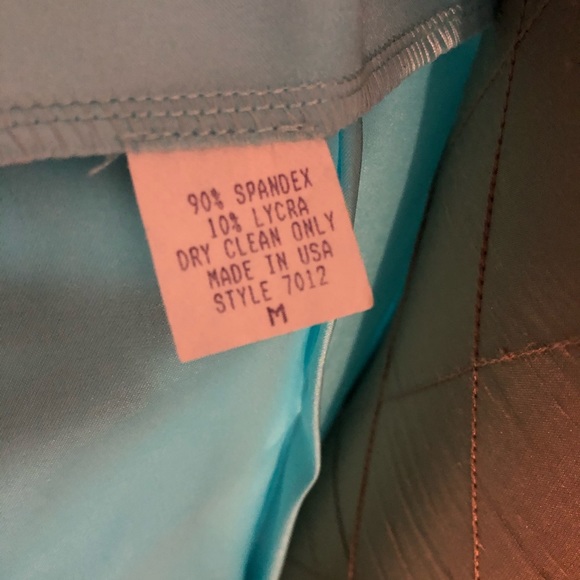 90% SPANDEX
10% LYCRA
DRY CLEAN ONLY
MADE IN USA
STYLE 7012
M